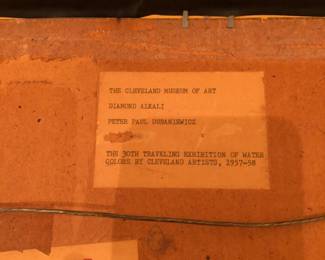 THE CLEVELAND MUSEUM OF ART
DIAMOND ALKALI
PETER PAUL DUBANIEWICZ
THE 30TH TRAVELING EXHIBITION OF WATER
COLORS BY CLEVELAND ARTISTS, 1957-58